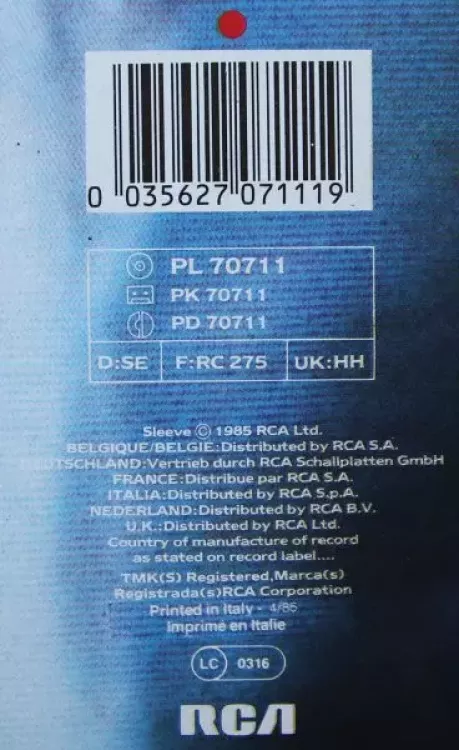 0 035627 071119
PL 70711
PK 70711
PD 70711
D:SE F:RC 275 UK:HH
Sleeve © 1985 RCA Ltd.
BELGIQUE/BELGIE:Distributed by RCA S.A.
UTSCHLAND:Vertrieb durch RCA Schallplatten GmbH
FRANCE:Distribue par RCA S.A.
ITALIA:Distributed by RCA S.p.A.
NEDERLAND:Distributed by RCA B.V.
U.K.:Distributed by RCA Ltd.
Country of manufacture of record
as stated on record label....
TMK(S) Registered,Marca(s)
Registrada(s)RCA Corporation
Printed in Italy - 4/85
Imprimé en Italie
LC 0316
RCA